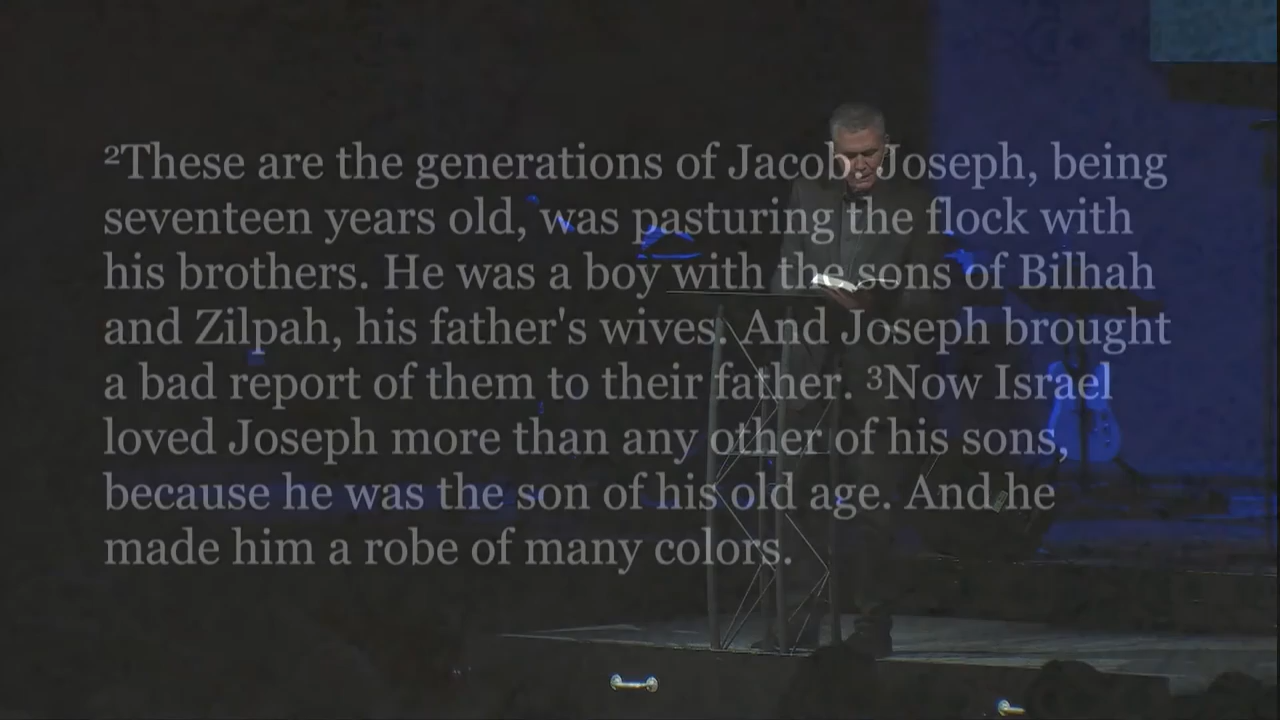 ²These are the generations of Jacob. Joseph, being
seventeen years old, was pasturing the flock with
his brothers. He was a boy with the sons of Bilhah
and Zilpah, his father's wives. And Joseph brought
a bad report of them to their father. ³Now Israel
loved Joseph more than any other of his sons,
because he was the son of his old age. And he
made him a robe of many colors.